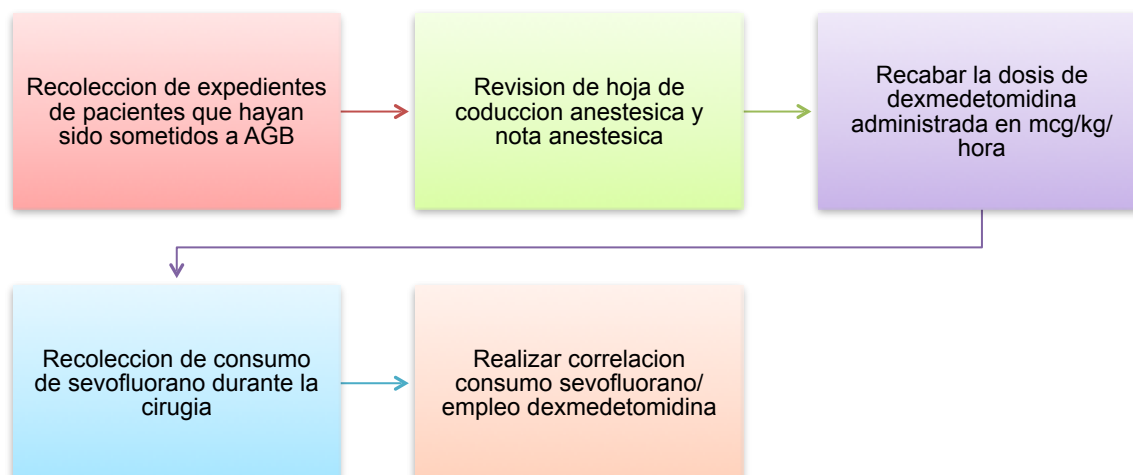 Recoleccion de expedientes
de pacientes que hayan
sido sometidos a AGB
Revision de hoja de
coduccion anestesica y
nota anestesica
Recabar la dosis de
dexmedetomidina
administrada en mcg/kg/
hora
Recoleccion de consumo
de sevofluorano durante la
cirugia
Realizar correlacion
consumo sevofluorano/
empleo dexmedetomidina